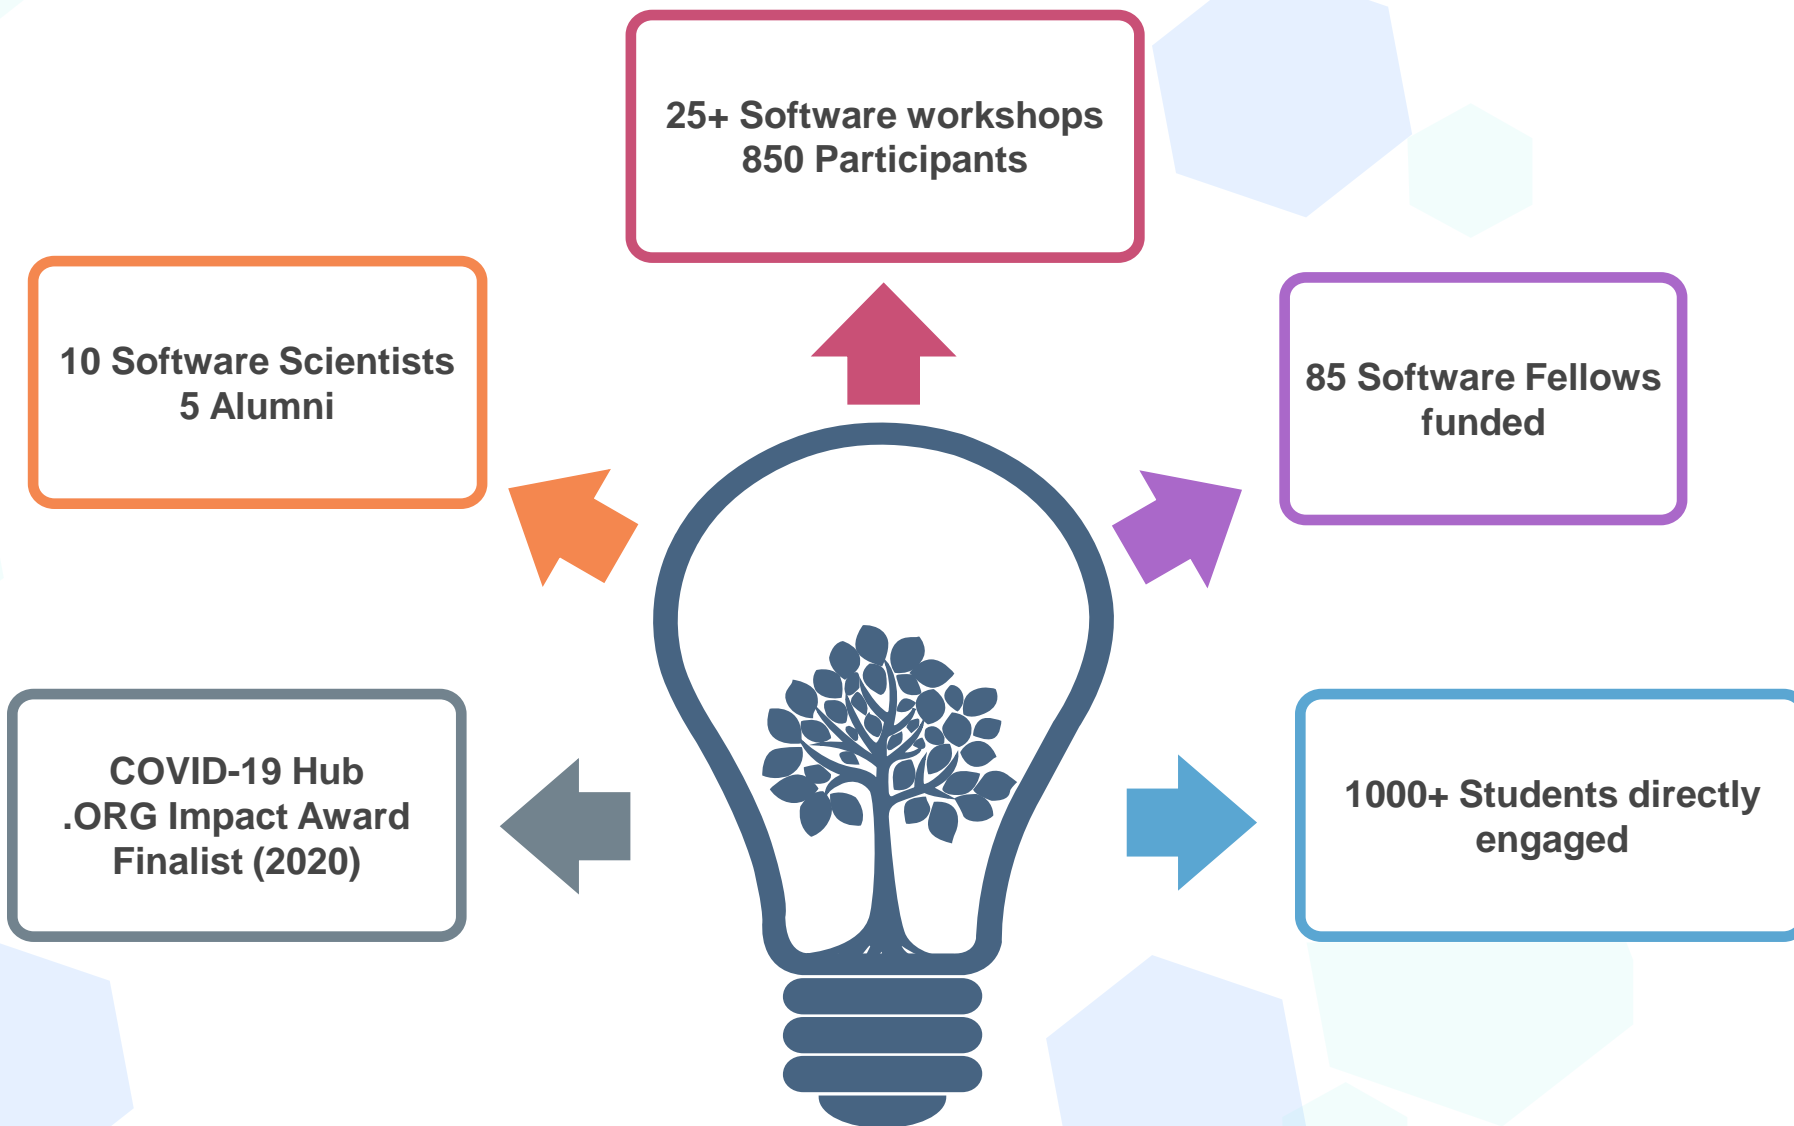 25+ Software workshops
850 Participants
10 Software Scientists
5 Alumni
85 Software Fellows
funded
COVID-19 Hub
.ORG Impact Award
Finalist (2020)
1000+ Students directly
engaged